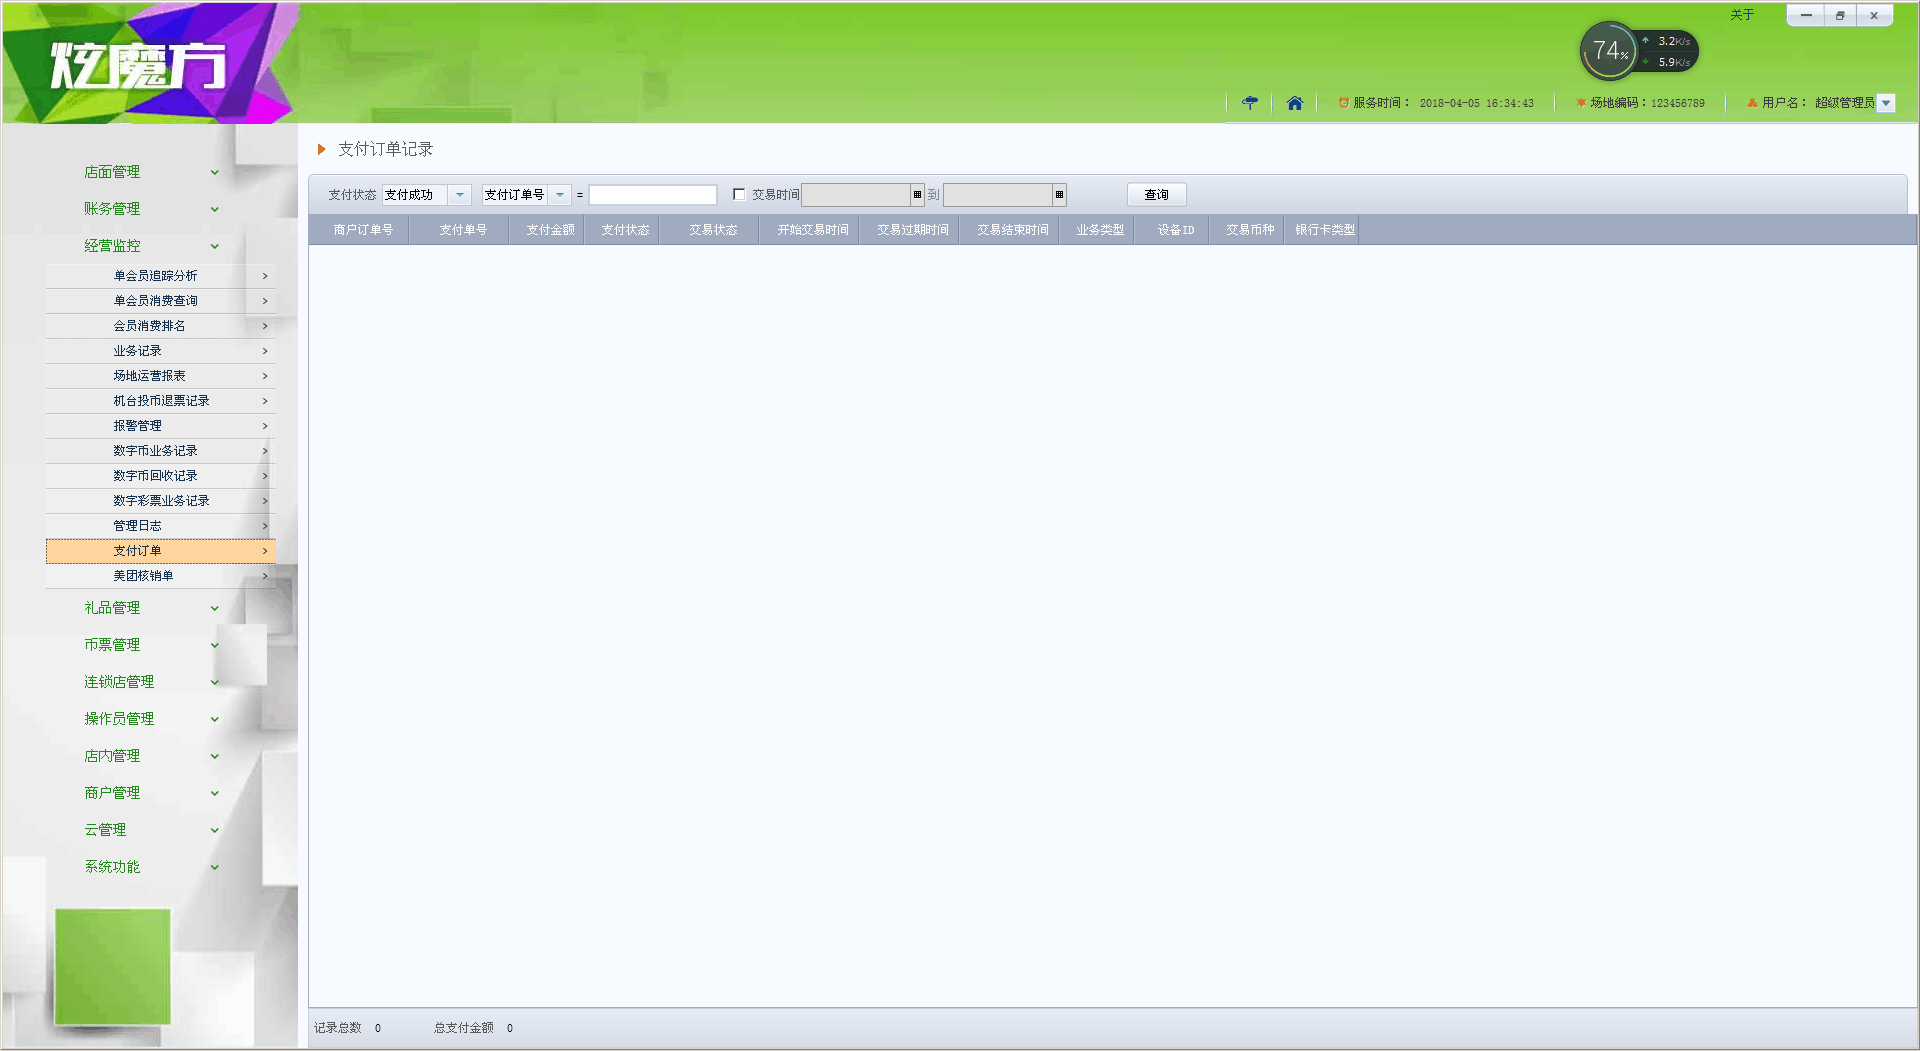 炫魔方
关于
74%
3.2K/s
5.9K/s
服务时间： 2018-04-05 16:34:43
场地编码：123456789
用户名： 超级管理员
店面管理
账务管理
经营监控
单会员追踪分析
单会员消费查询
会员消费排名
业务记录
场地运营报表
机台投币退票记录
报警管理
数字币业务记录
数字币回收记录
数字彩票业务记录
管理日志
支付订单
美团核销单
礼品管理
币票管理
连锁店管理
操作员管理
店内管理
商户管理
云管理
系统功能
支付订单记录
支付状态 支付成功 支付订单号 = 交易时间 到 查询
商户订单号 支付单号 支付金额 支付状态 交易状态 开始交易时间 交易过期时间 交易结束时间 业务类型 设备ID 交易币种 银行卡类型
记录总数 0 总支付金额 0